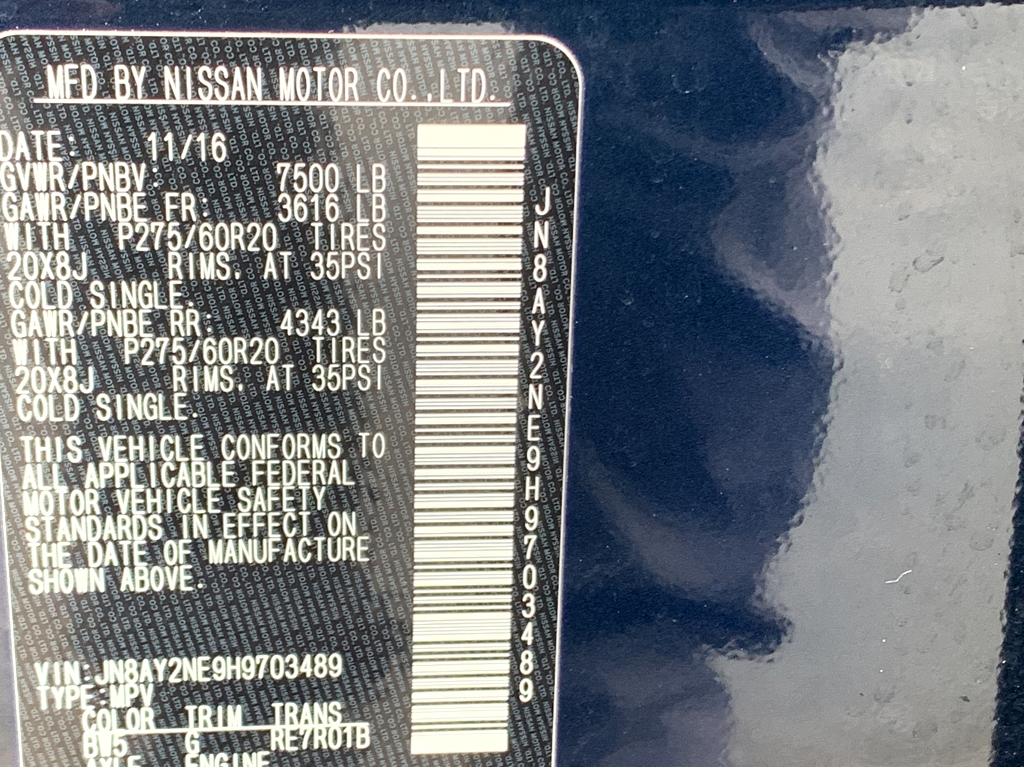 MFD BY NISSAN MOTOR CO.,LTD.
DATE: 11/16
GVWR/PNBV: 7500 LB
GAWR/PNBE FR: 3616 LB
WITH P275/60R20 TIRES
20X8J RIMS. AT 35PSI
COLD SINGLE.
GAWR/PNBE RR: 4343 LB
WITH P275/60R20 TIRES
20X8J RIMS. AT 35PSI
COLD SINGLE.
THIS VEHICLE CONFORMS TO
ALL APPLICABLE FEDERAL
MOTOR VEHICLE SAFETY
STANDARDS IN EFFECT ON
THE DATE OF MANUFACTURE
SHOWN ABOVE.
VIN:JN8AY2NE9H9703489
TYPE:MPV
COLOR TRIM TRANS
BW5 G RE7R01B
AXLE ENGINE
JN8AY2NE9H9703489